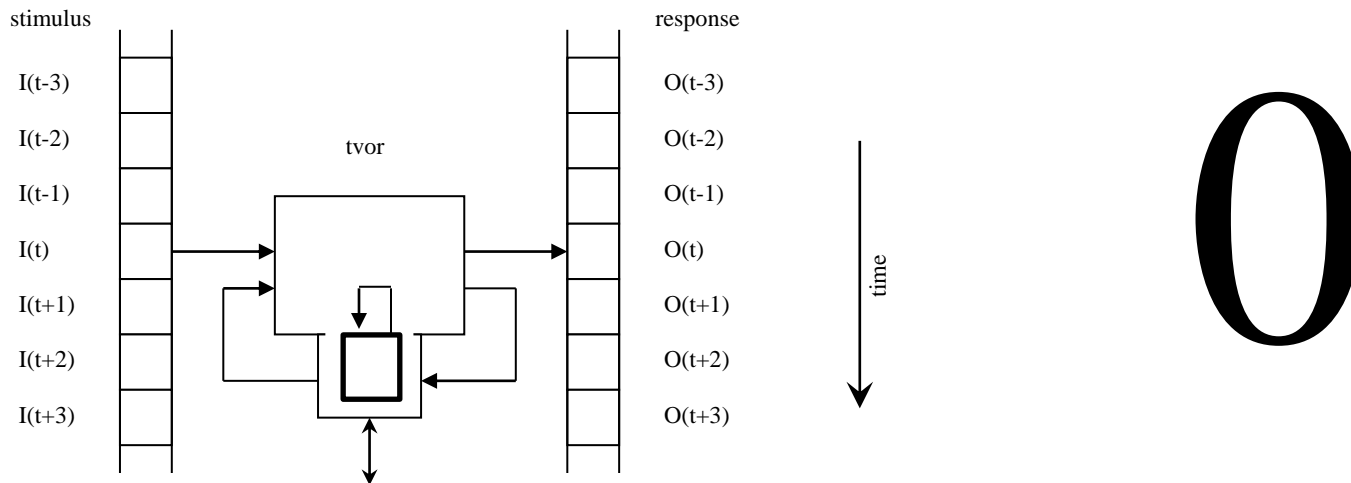 stimulus
response
I(t-3)
O(t-3)
I(t-2)
O(t-2)
tvor
I(t-1)
O(t-1)
I(t)
O(t)
time
I(t+1)
O(t+1)
I(t+2)
O(t+2)
I(t+3)
O(t+3)
0